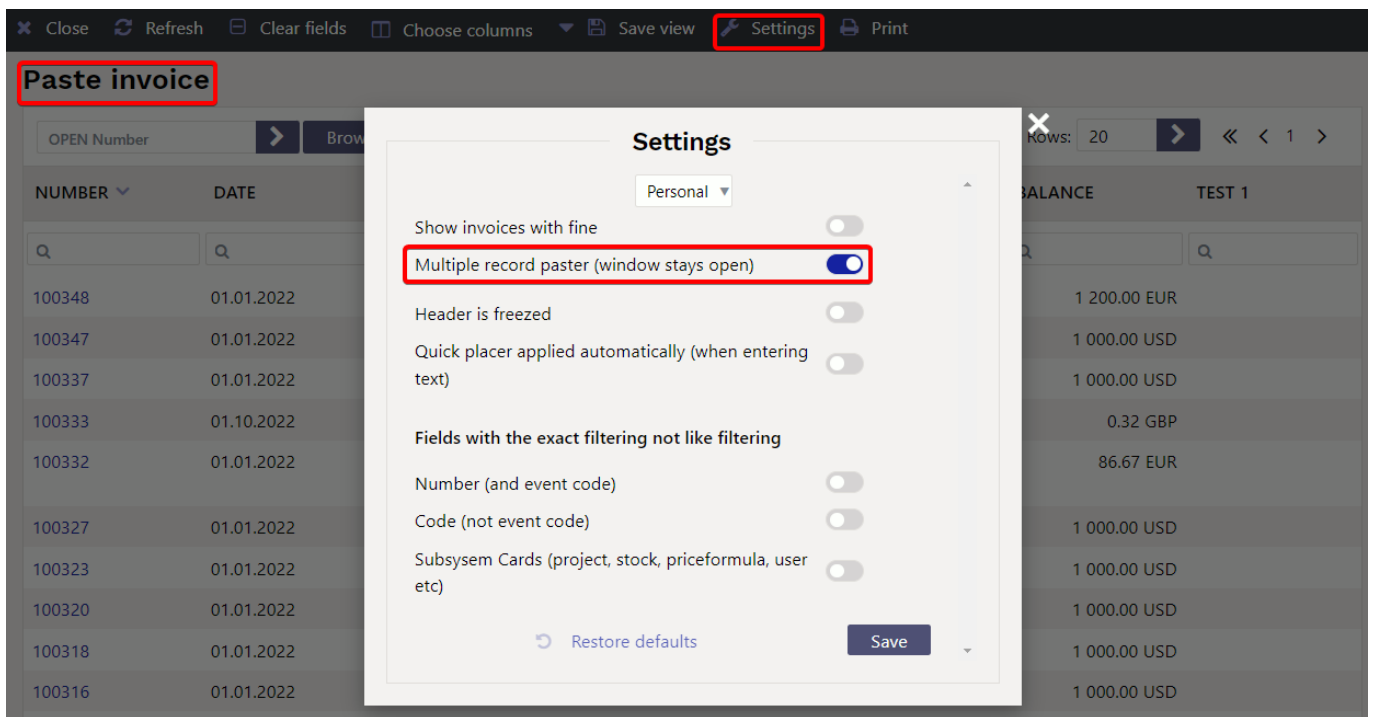 Close Refresh Clear fields Choose columns Save view Settings Print
Paste invoice
OPEN Number Brow Rows: 20 1
Settings
Personal
NUMBER DATE BALANCE TEST 1
Show invoices with fine
Multiple record paster (window stays open)
Header is freezed
Quick placer applied automatically (when entering
text)
Fields with the exact filtering not like filtering
Number (and event code)
Code (not event code)
Subsysem Cards (project, stock, priceformula, user
etc)
Restore defaults Save
100348 01.01.2022 1 200.00 EUR
100347 01.01.2022 1 000.00 USD
100337 01.01.2022 1 000.00 USD
100333 01.10.2022 0.32 GBP
100332 01.01.2022 86.67 EUR
100327 01.01.2022 1 000.00 USD
100323 01.01.2022 1 000.00 USD
100320 01.01.2022 1 000.00 USD
100318 01.01.2022 1 000.00 USD
100316 01.01.2022 1 000.00 USD